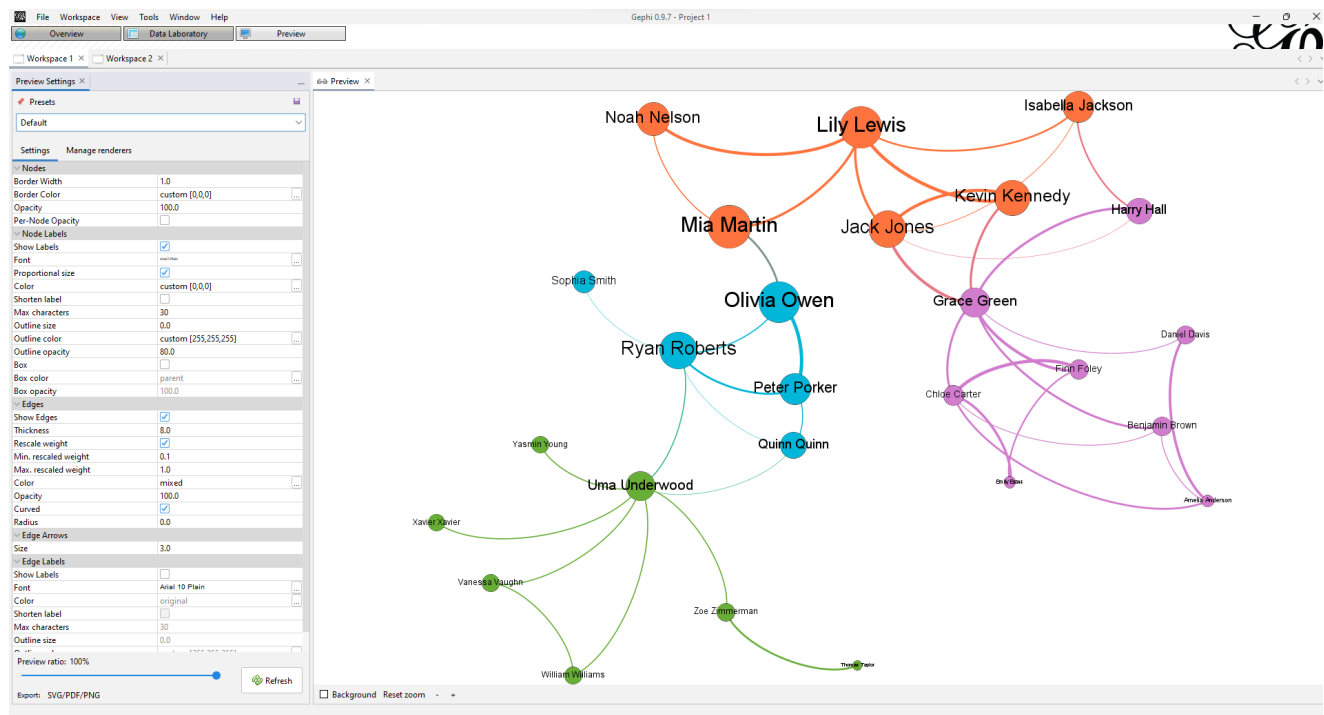 File Workspace View Tools Window Help
Gephi 0.9.7 - Project 1
Overview Data Laboratory Preview
Workspace 1 Workspace 2
Preview Settings
Presets
Default
Settings Manage renderers
Nodes
Border Width 1.0
Border Color custom [0,0,0] ...
Opacity 100.0
Per-Node Opacity
Node Labels
Show Labels
Font ...
Proportional size
Color custom [0,0,0] ...
Shorten label
Max characters 30
Outline size 0.0
Outline color custom [255,255,255] ...
Outline opacity 80.0
Box
Box color parent ...
Box opacity 100.0
Edges
Show Edges
Thickness 8.0
Rescale weight
Min. rescaled weight 0.1
Max. rescaled weight 1.0
Color mixed ...
Opacity 100.0
Curved
Radius 0.0
Edge Arrows
Size 3.0
Edge Labels
Show Labels
Font Arial 10 Plain ...
Color original ...
Shorten label
Max characters 30
Outline size 0.0
Preview ratio: 100%
Refresh
Export: SVG/PDF/PNG
Preview
Isabella Jackson
Noah Nelson
Lily Lewis
Kevin Kennedy
Harry Hall
Mia Martin
Jack Jones
Sophia Smith
Olivia Owen
Grace Green
Daniel Davis
Ryan Roberts
Finn Foley
Peter Porker
Chloe Carter
Benjamin Brown
Yasmin Young
Quinn Quinn
Uma Underwood
Amelia Anderson
Xavier Xavier
Vanessa Vaughn
Zoe Zimmerman
Thomas Taylor
William Williams
Background Reset zoom - +